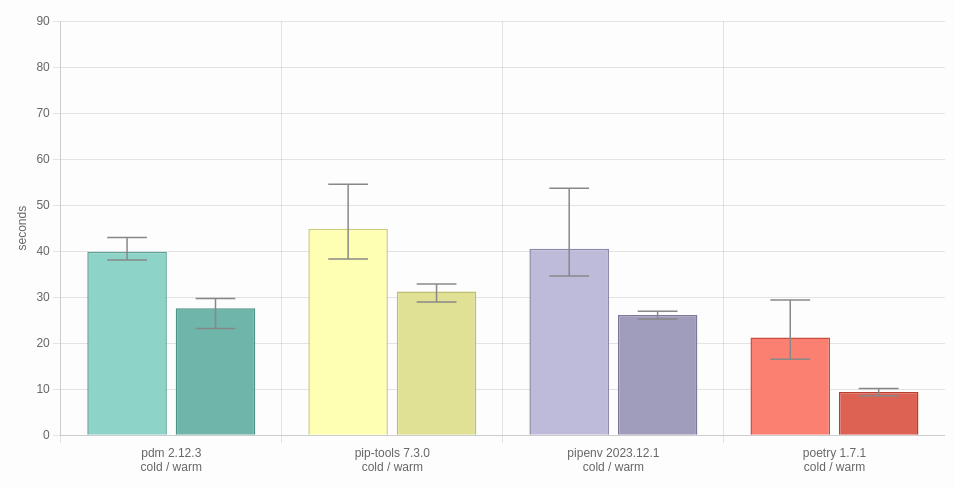 90
80
70
60
50
40
30
20
10
0
seconds
pdm 2.12.3
cold / warm
pip-tools 7.3.0
cold / warm
pipenv 2023.12.1
cold / warm
poetry 1.7.1
cold / warm